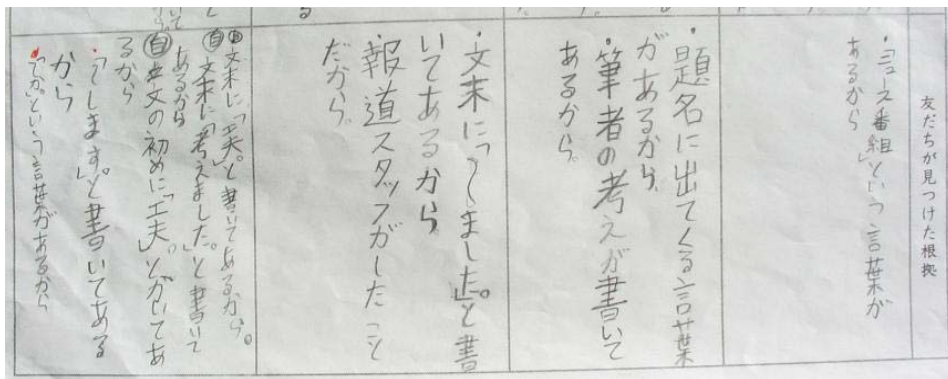 友だちが見つけた根拠
・「ニュース番組」という言葉が
あるから
・題名に出てくる言葉
があるから。
・筆者の考えが書いて
あるから。
る
・文末に「〜しました。」と書
いてあるから
・報道スタッフがした こと
だから。
自文末に「工夫。」と書いてあるから。
自文末に「考えました。」と書いて
あるから
自文の初めに「工夫」。とかいてあ
るから
・「〜します。」と書いてある
から
・「でか」という言葉があるから